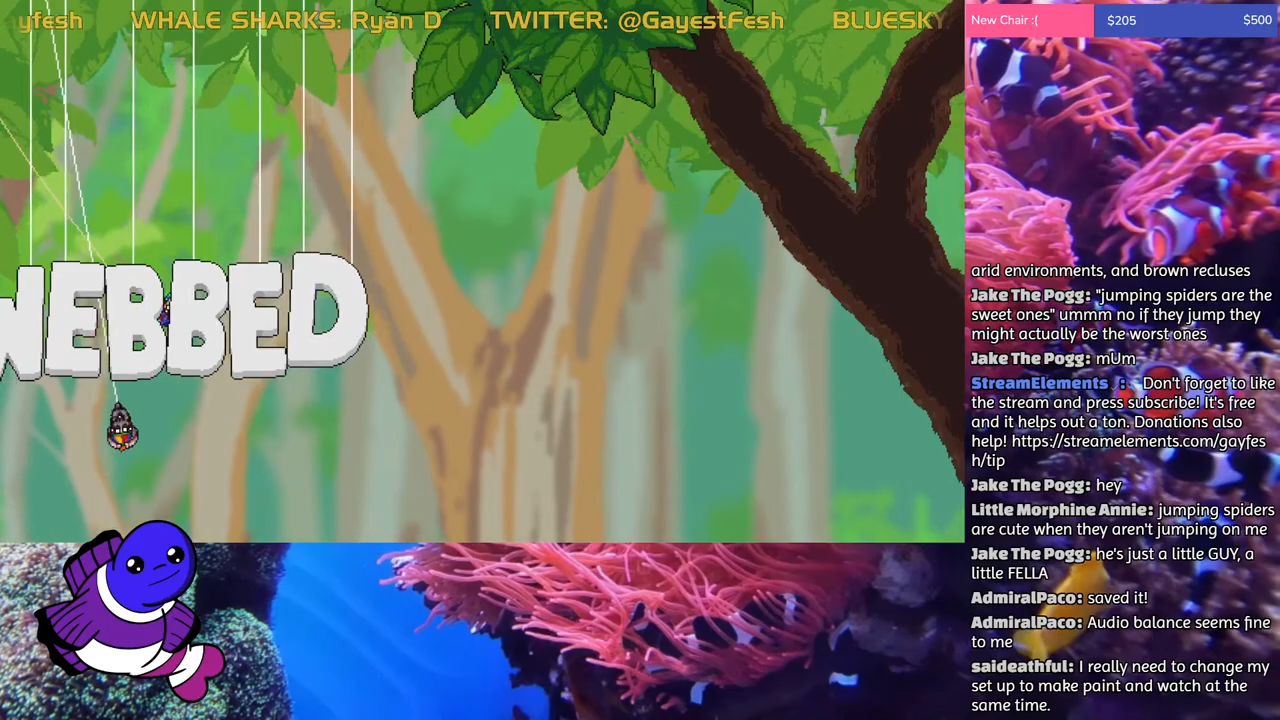 yfesh WHALE SHARKS: Ryan D TWITTER: @GayestFesh BLUESKY
New Chair :( $205 $500
WEBBED
arid environments, and brown recluses
Jake The Pogg: "jumping spiders are the
sweet ones" ummm no if they jump they
might actually be the worst ones
Jake The Pogg: mUm
StreamElements : Don't forget to like
the stream and press subscribe! It's free
and it helps out a ton. Donations also
help! https://streamelements.com/gayfes
h/tip
Jake The Pogg: hey
Little Morphine Annie: jumping spiders
are cute when they aren't jumping on me
Jake The Pogg: he's just a little GUY, a
little FELLA
AdmiralPaco: saved it!
AdmiralPaco: Audio balance seems fine
to me
saideathful: I really need to change my
set up to make paint and watch at the
same time.